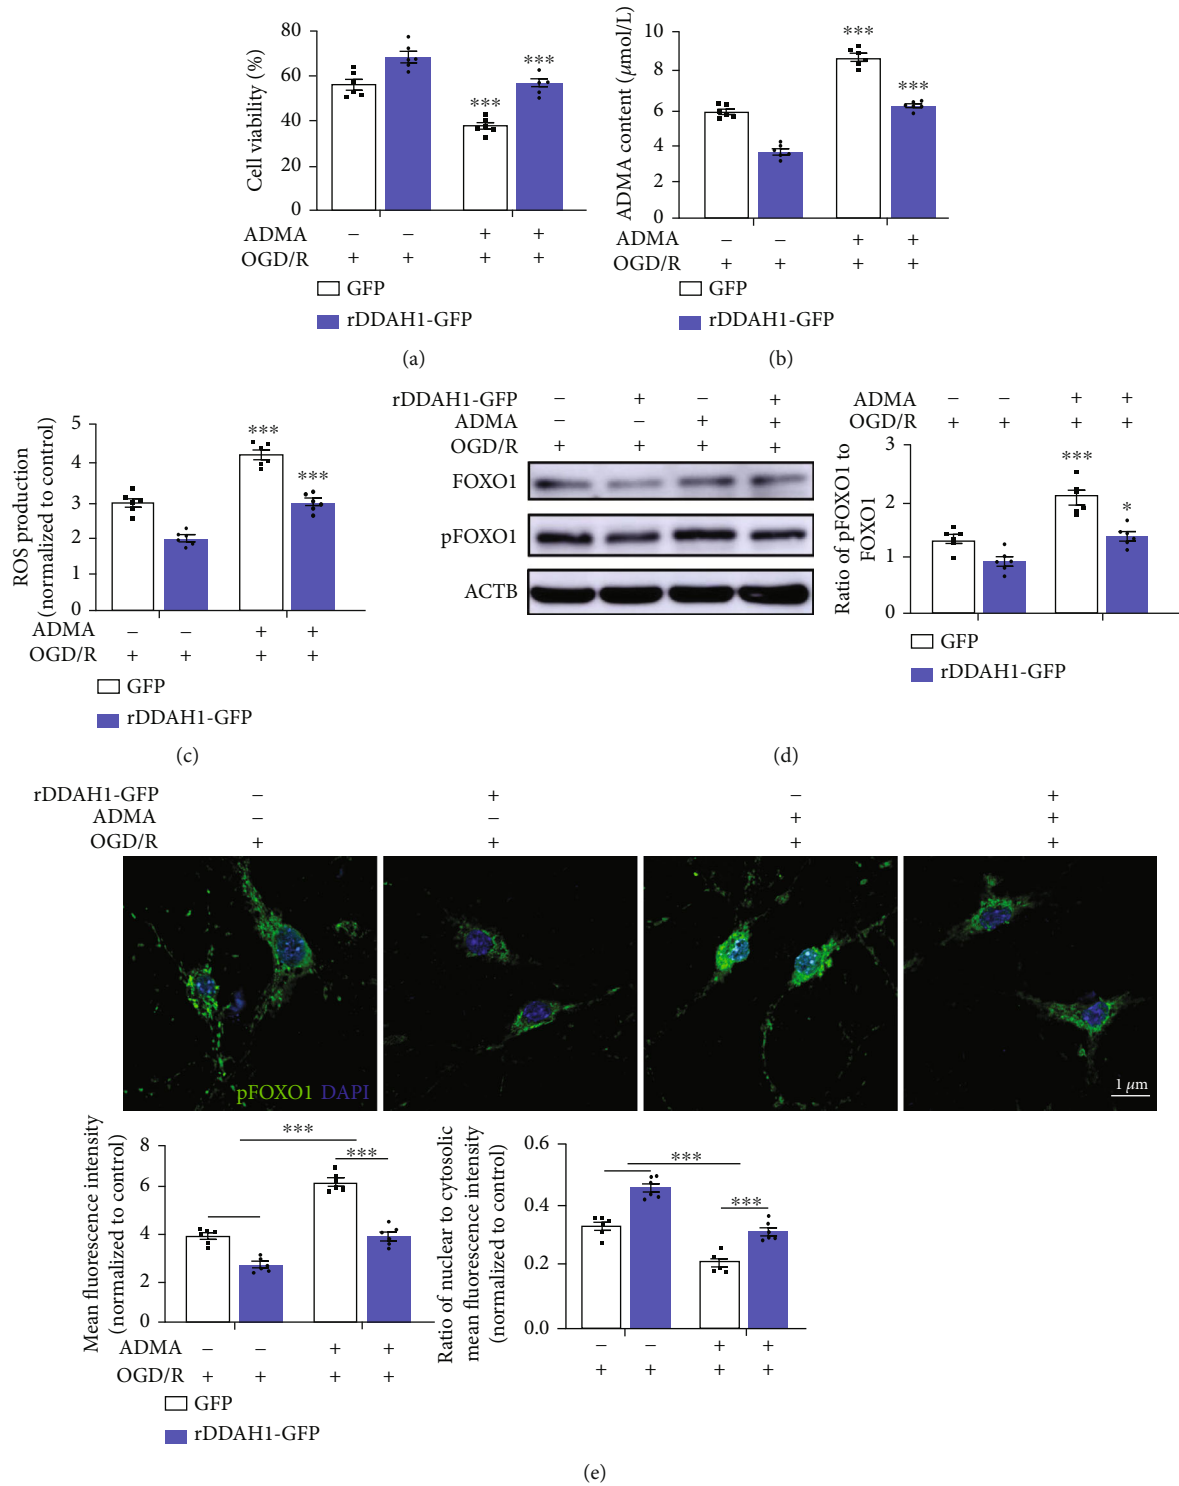 Cell viability (%)
80
60
40
20
0
*** ***
ADMA – – + +
OGD/R + + + +
GFP
rDDAH1-GFP
(a)
ADMA content (μmol/L)
10
8
6
4
2
0
*** ***
ADMA – – + +
OGD/R + + + +
GFP
rDDAH1-GFP
(b)
ROS production
(normalized to control)
5
4
3
2
1
0
*** ***
ADMA – – + +
OGD/R + + + +
GFP
rDDAH1-GFP
(c)
rDDAH1-GFP – + – +
ADMA – – + +
OGD/R + + + +
FOXO1
pFOXO1
ACTB
ADMA – – + +
OGD/R + + + +
Ratio of pFOXO1 to
FOXO1
3
2
1
0
*** *
GFP
rDDAH1-GFP
(d)
rDDAH1-GFP – + – +
ADMA – – + +
OGD/R + + + +
pFOXO1 DAPI
1 μm
Mean fluorescence intensity
(normalized to control)
8
6
4
2
0
***
***
ADMA – – + +
OGD/R + + + +
GFP
rDDAH1-GFP
Ratio of nuclear to cytosolic
mean fluorescence intensity
(normalized to control)
0.6
0.4
0.2
0.0
***
***
– – + +
+ + + +
(e)